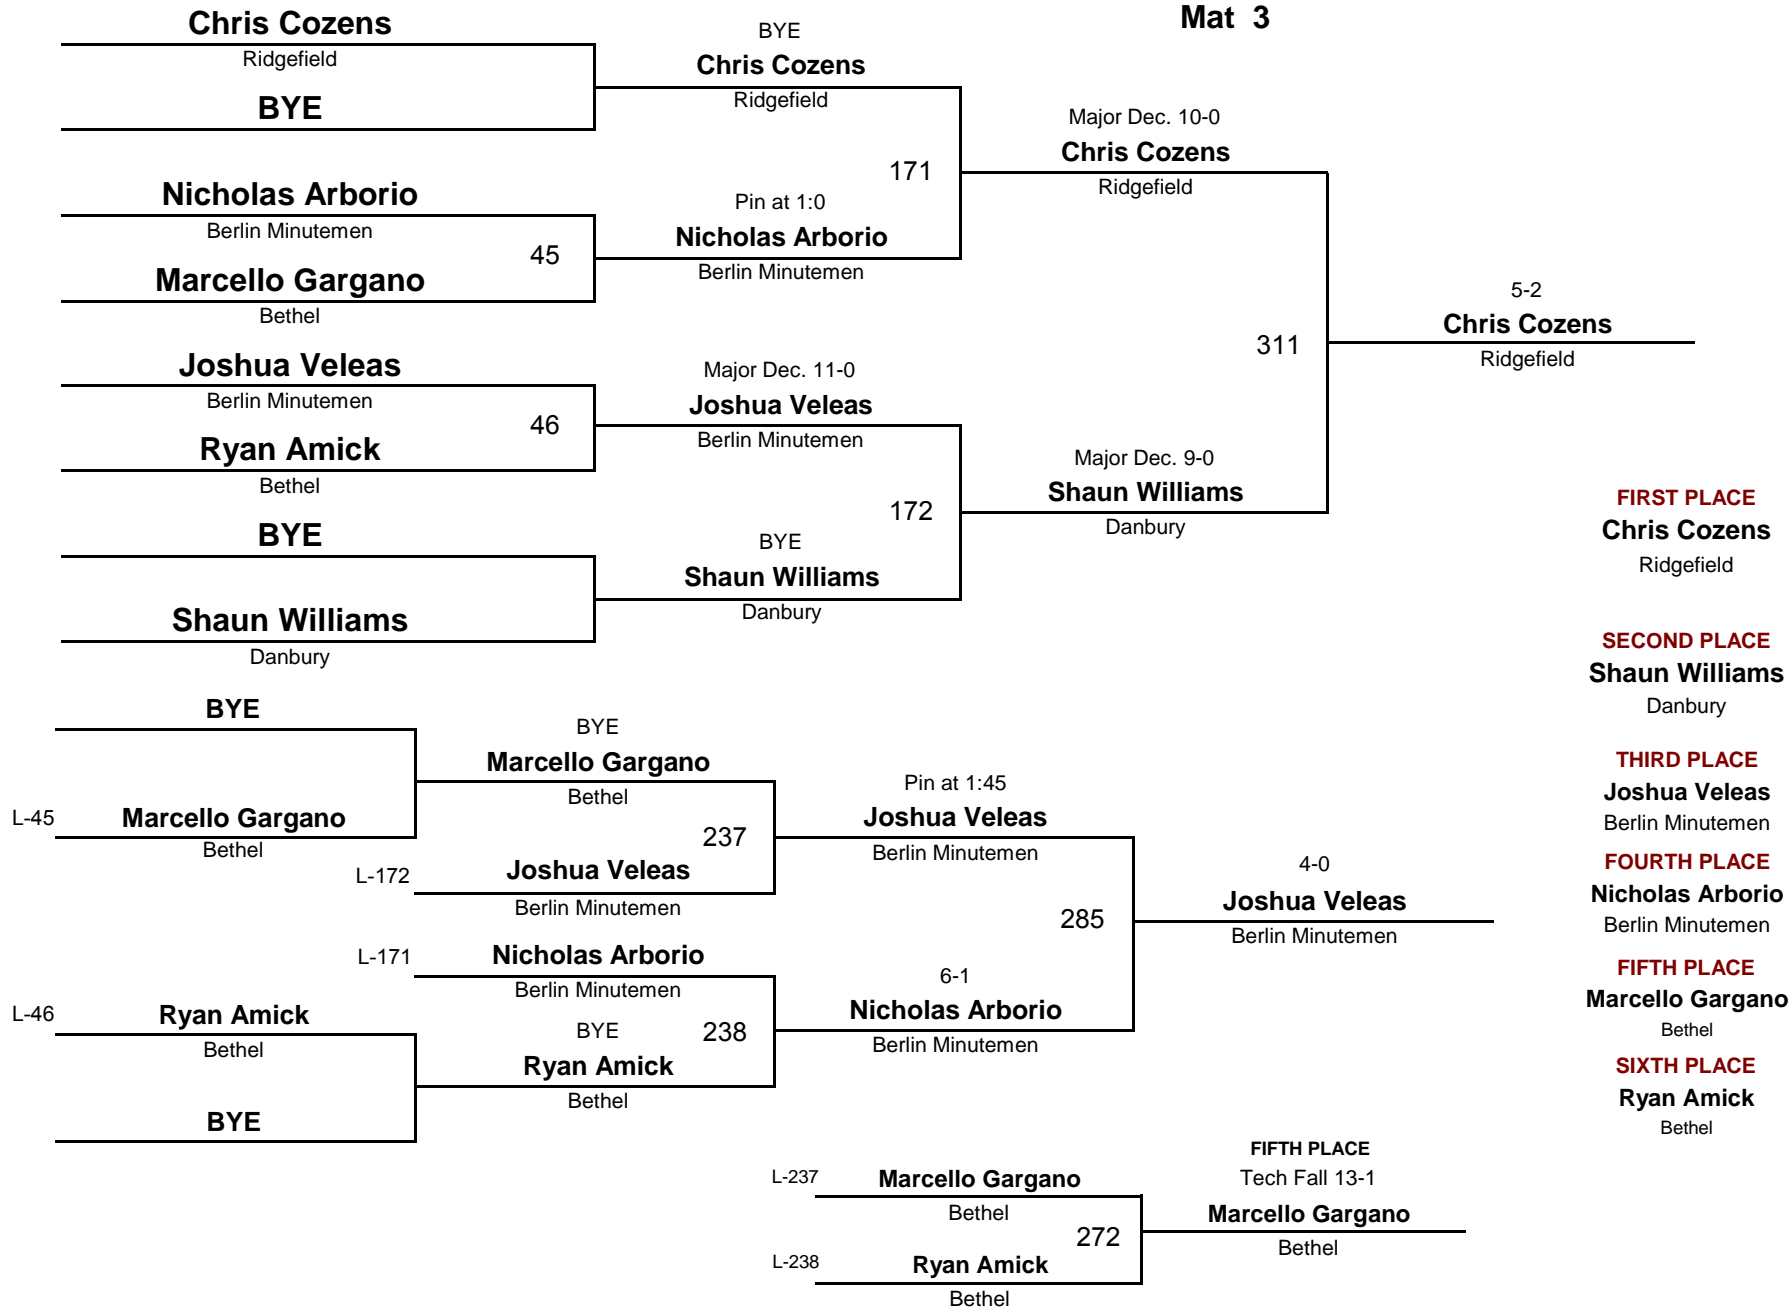 Mat 3
Chris Cozens
Ridgefield
BYE
BYE
Chris Cozens
Ridgefield
Nicholas Arborio
Berlin Minutemen
45
Marcello Gargano
Bethel
Pin at 1:0
Nicholas Arborio
Berlin Minutemen
171
Major Dec. 10-0
Chris Cozens
Ridgefield
Joshua Veleas
Berlin Minutemen
46
Ryan Amick
Bethel
Major Dec. 11-0
Joshua Veleas
Berlin Minutemen
BYE
Shaun Williams
Danbury
BYE
Shaun Williams
Danbury
172
Major Dec. 9-0
Shaun Williams
Danbury
311
5-2
Chris Cozens
Ridgefield
FIRST PLACE
Chris Cozens
Ridgefield
SECOND PLACE
Shaun Williams
Danbury
THIRD PLACE
Joshua Veleas
Berlin Minutemen
FOURTH PLACE
Nicholas Arborio
Berlin Minutemen
FIFTH PLACE
Marcello Gargano
Bethel
SIXTH PLACE
Ryan Amick
Bethel
BYE
L-45
Marcello Gargano
Bethel
BYE
Marcello Gargano
Bethel
237
L-172
Joshua Veleas
Berlin Minutemen
Pin at 1:45
Joshua Veleas
Berlin Minutemen
L-171
Nicholas Arborio
Berlin Minutemen
L-46
Ryan Amick
Bethel
BYE
BYE
Ryan Amick
Bethel
238
6-1
Nicholas Arborio
Berlin Minutemen
285
4-0
Joshua Veleas
Berlin Minutemen
L-237
Marcello Gargano
Bethel
272
L-238
Ryan Amick
Bethel
FIFTH PLACE
Tech Fall 13-1
Marcello Gargano
Bethel